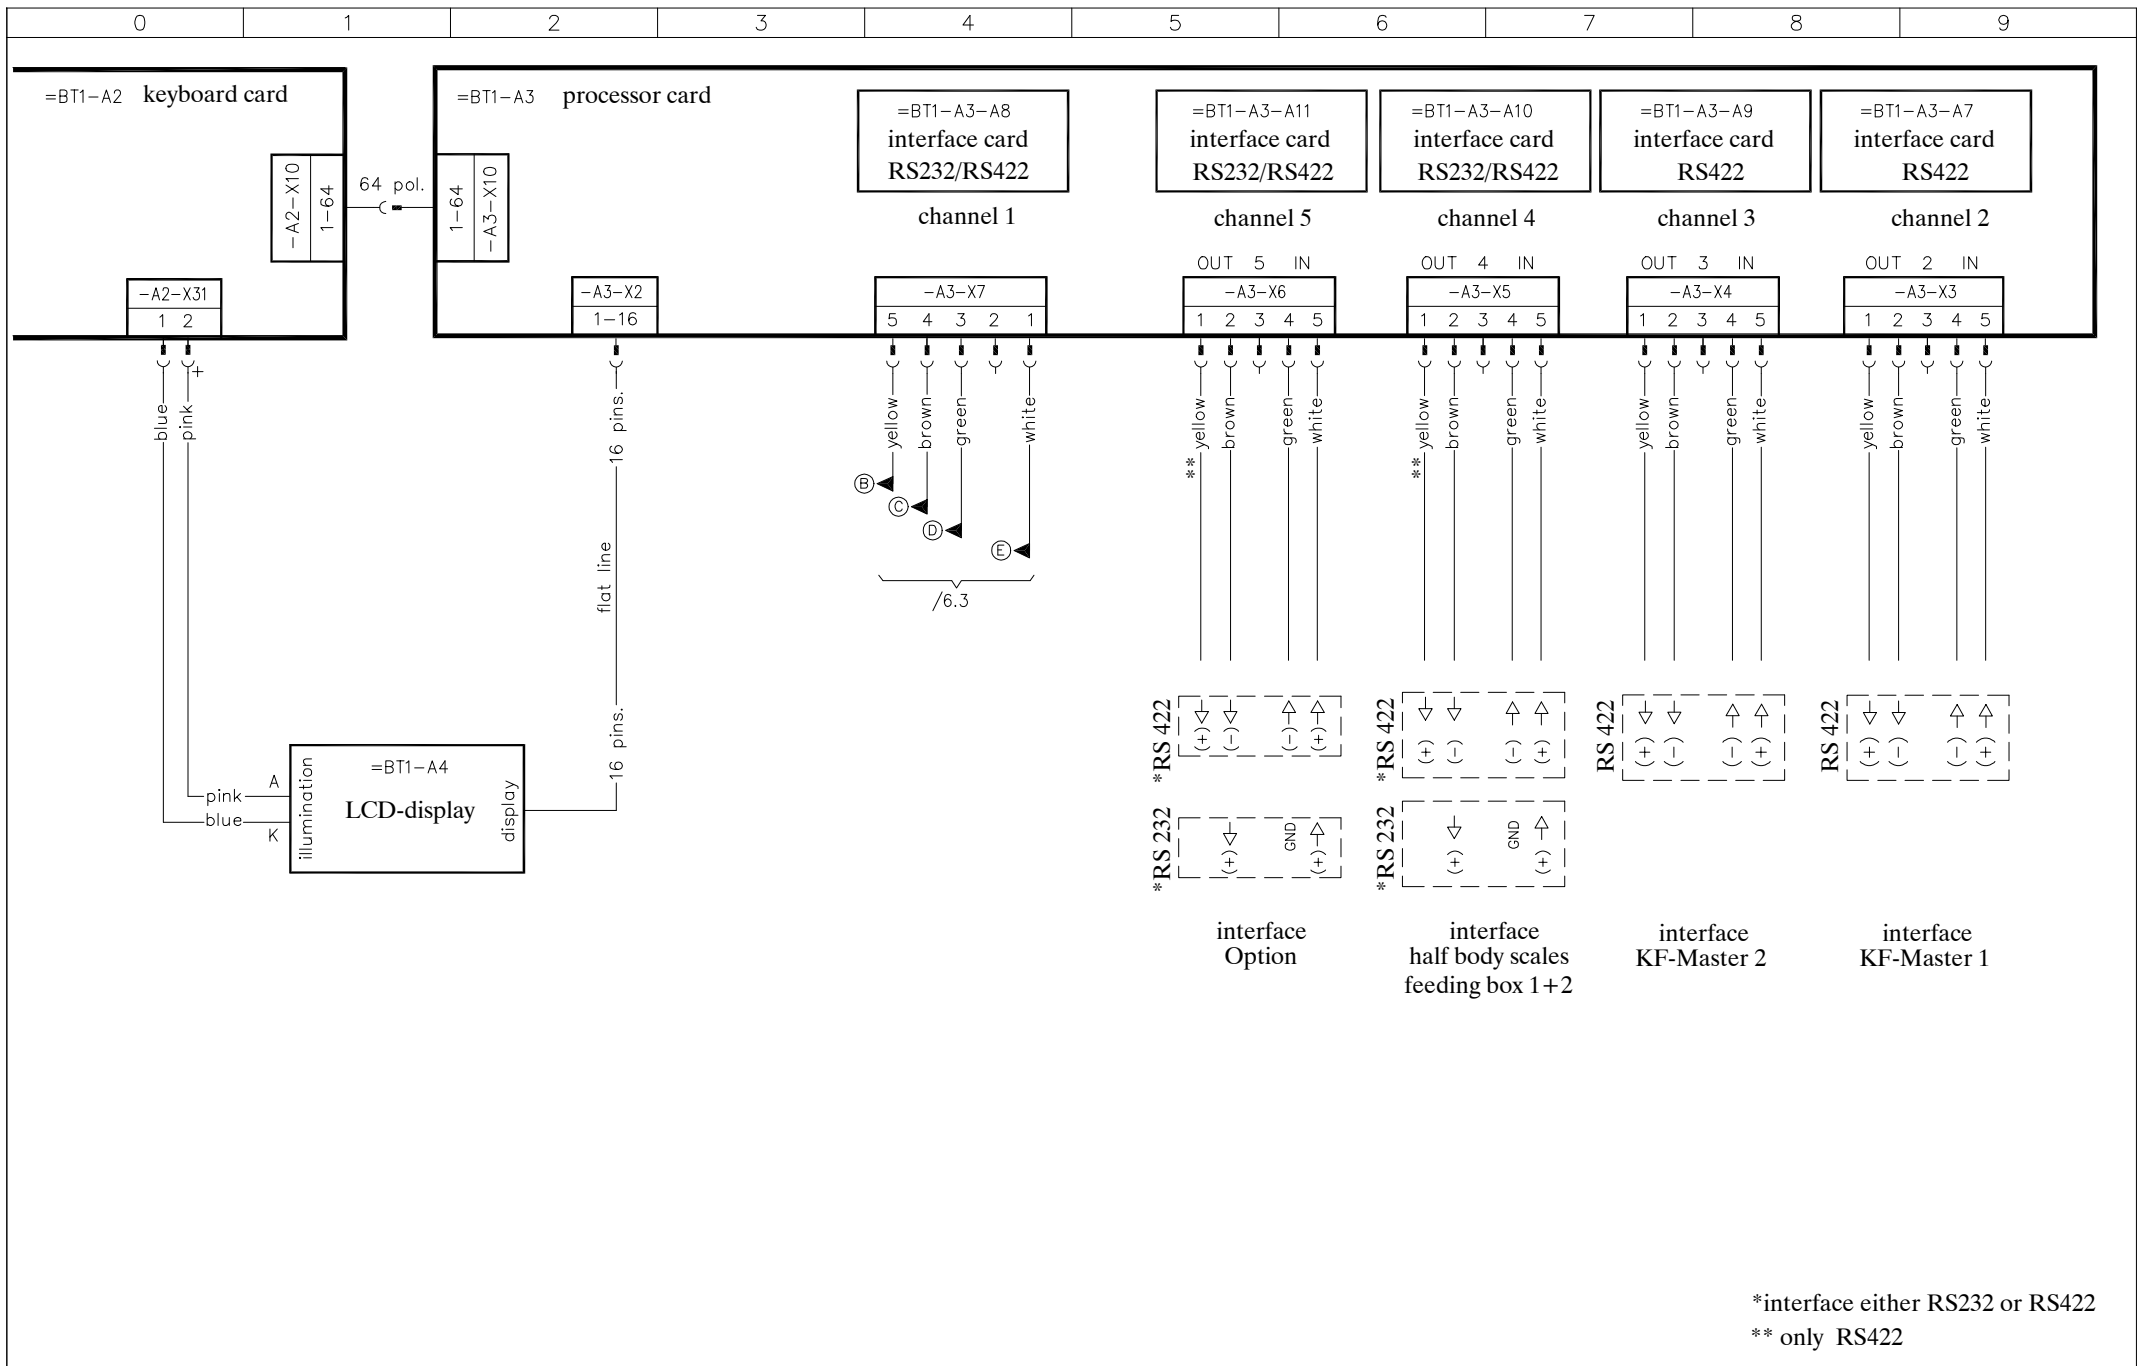 0 1 2 3 4 5 6 7 8 9
=BT1-A2 keyboard card
-A2-X10
1-64
64 pol.
-A2-X31
1 2
=BT1-A3 processor card
1-64
-A3-X10
-A3-X2
1-16
=BT1-A3-A8
interface card
RS232/RS422
channel 1
-A3-X7
5 4 3 2 1
=BT1-A3-A11
interface card
RS232/RS422
channel 5
OUT 5 IN
-A3-X6
1 2 3 4 5
=BT1-A3-A10
interface card
RS232/RS422
channel 4
OUT 4 IN
-A3-X5
1 2 3 4 5
=BT1-A3-A9
interface card
RS422
channel 3
OUT 3 IN
-A3-X4
1 2 3 4 5
=BT1-A3-A7
interface card
RS422
channel 2
OUT 2 IN
-A3-X3
1 2 3 4 5
+
blue
pink
16 pins.
flat line
16 pins.
yellow
brown
green
white
B
C
D
E
/6.3
yellow
brown
green
white
**
yellow
brown
green
white
**
yellow
brown
green
white
yellow
brown
green
white
pink
blue
A
K
illumination
=BT1-A4
LCD-display
display
*RS 422
(+) (-) (-) (+)
*RS 232
(+) GND (+)
interface
Option
*RS 422
(+) (-) (-) (+)
*RS 232
(+) GND (+)
interface
half body scales
feeding box 1+2
RS 422
(+) (-) (-) (+)
interface
KF-Master 2
RS 422
(+) (-) (-) (+)
interface
KF-Master 1
*interface either RS232 or RS422
** only RS422